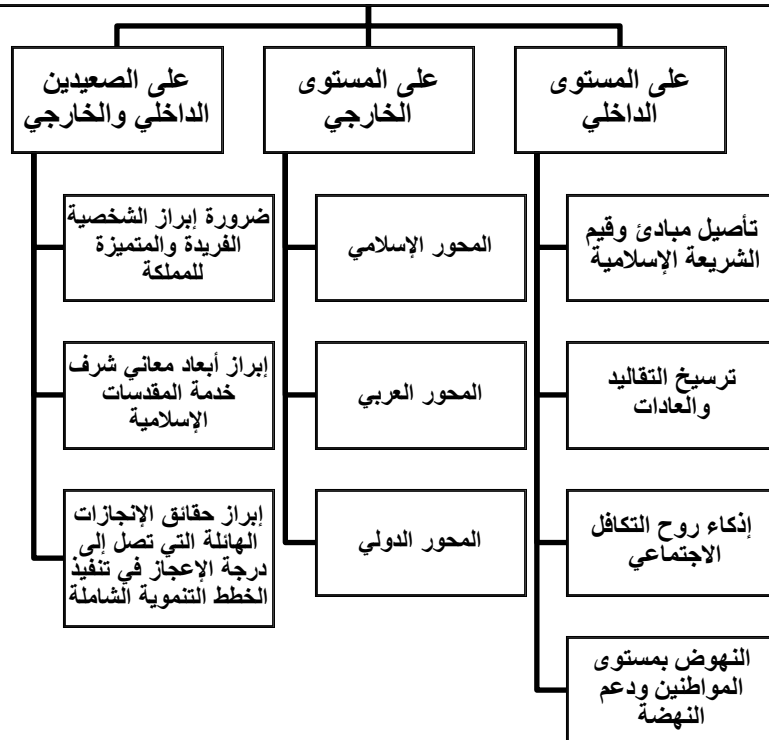 على المستوى
الداخلي
تأصيل مبادئ وقيم
الشريعة الإسلامية
ترسيخ التقاليد
والعادات
إذكاء روح التكافل
الاجتماعي
النهوض بمستوى
المواطنين ودعم
النهضة
على المستوى
الخارجي
المحور الإسلامي
المحور العربي
المحور الدولي
على الصعيدين
الداخلي والخارجي
ضرورة إبراز الشخصية
الفريدة والمتميزة
للمملكة
إبراز أبعاد معاني شرف
خدمة المقدسات
الإسلامية
إبراز حقائق الإنجازات
الهائلة التي تصل إلى
درجة الإعجاز في تنفيذ
الخطط التنموية الشاملة